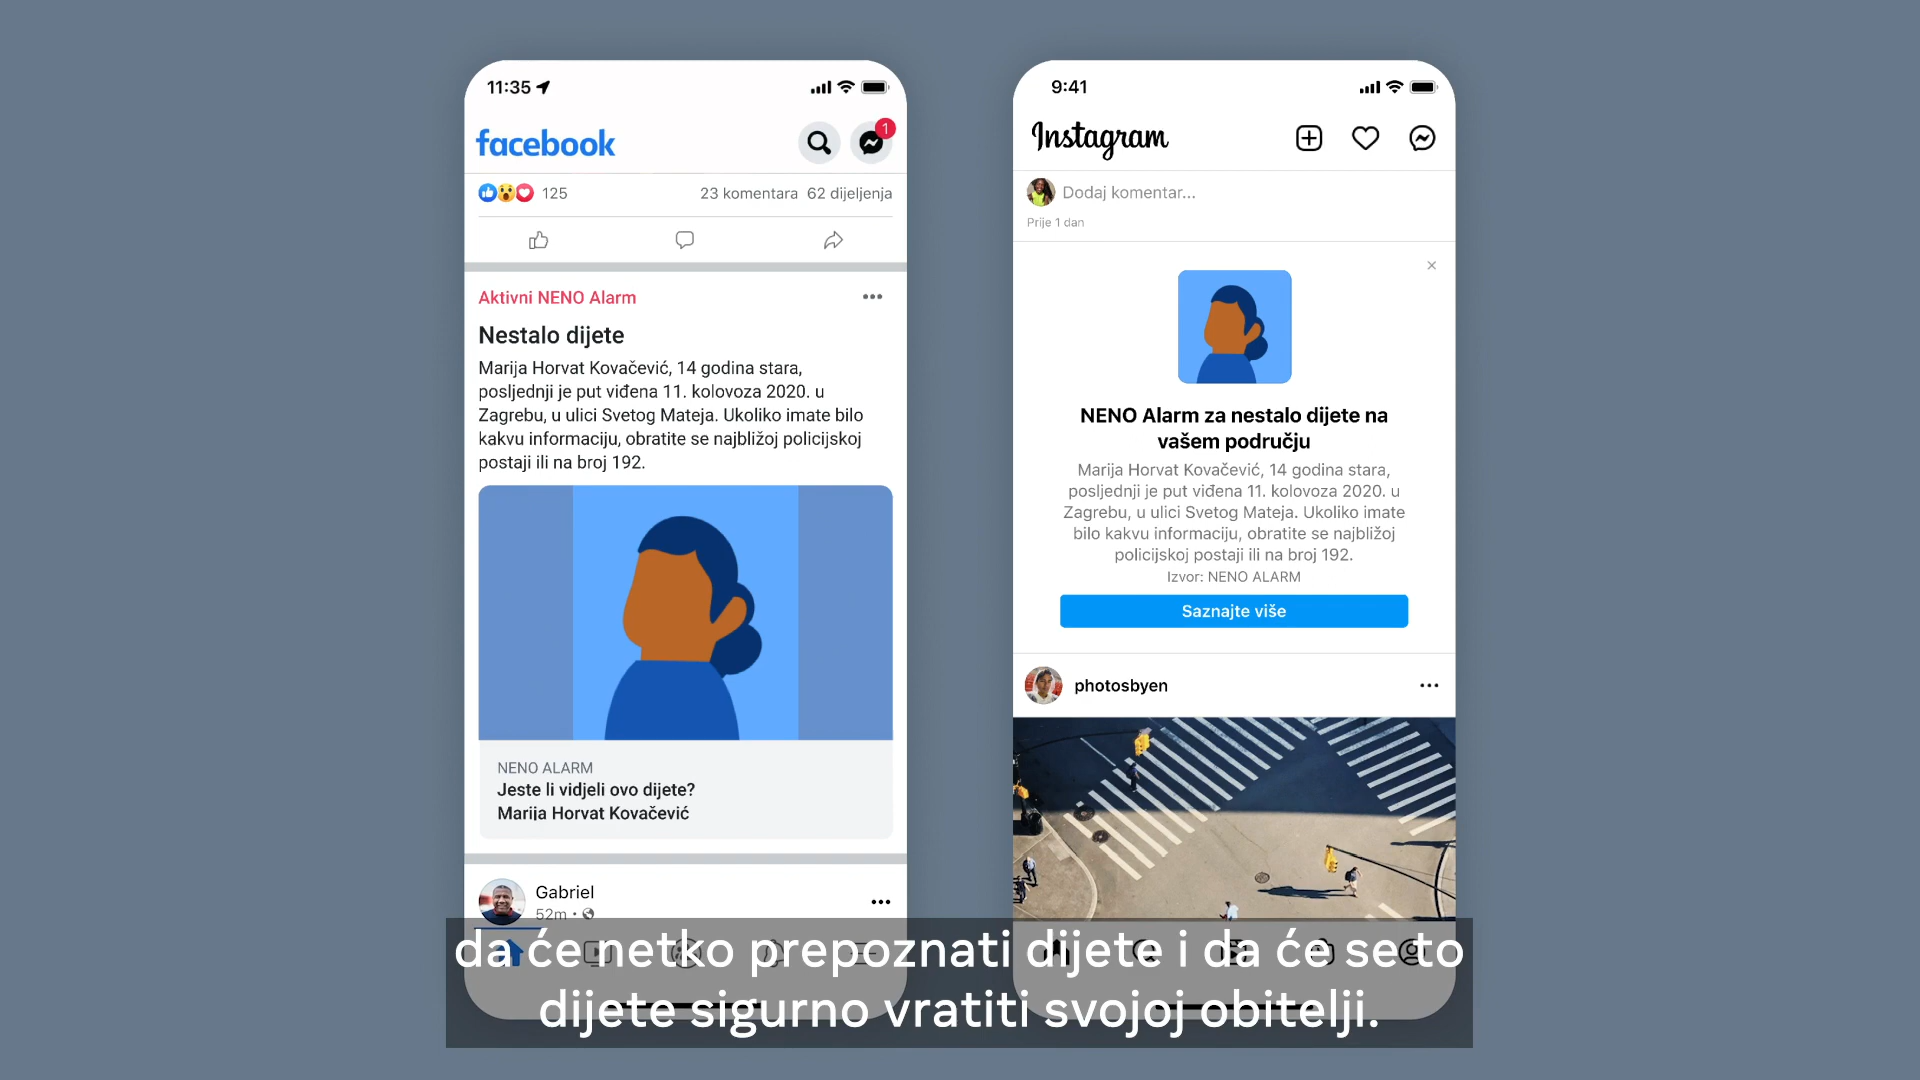 11:35
facebook
1
125
23 komentara 62 dijeljenja
Aktivni NENO Alarm
Nestalo dijete
Marija Horvat Kovačević, 14 godina stara,
posljednji je put viđena 11. kolovoza 2020. u
Zagrebu, u ulici Svetog Mateja. Ukoliko imate bilo
kakvu informaciju, obratite se najbližoj policijskoj
postaji ili na broj 192.
NENO ALARM
Jeste li vidjeli ovo dijete?
Marija Horvat Kovačević
Gabriel
52m
9:41
Instagram
Dodaj komentar...
Prije 1 dan
NENO Alarm za nestalo dijete na
vašem području
Marija Horvat Kovačević, 14 godina stara,
posljednji je put viđena 11. kolovoza 2020. u
Zagrebu, u ulici Svetog Mateja. Ukoliko imate
bilo kakvu informaciju, obratite se najbližoj
policijskoj postaji ili na broj 192.
Izvor: NENO ALARM
Saznajte više
photosbyen
da će netko prepoznati dijete i da će se to
dijete sigurno vratiti svojoj obitelji.